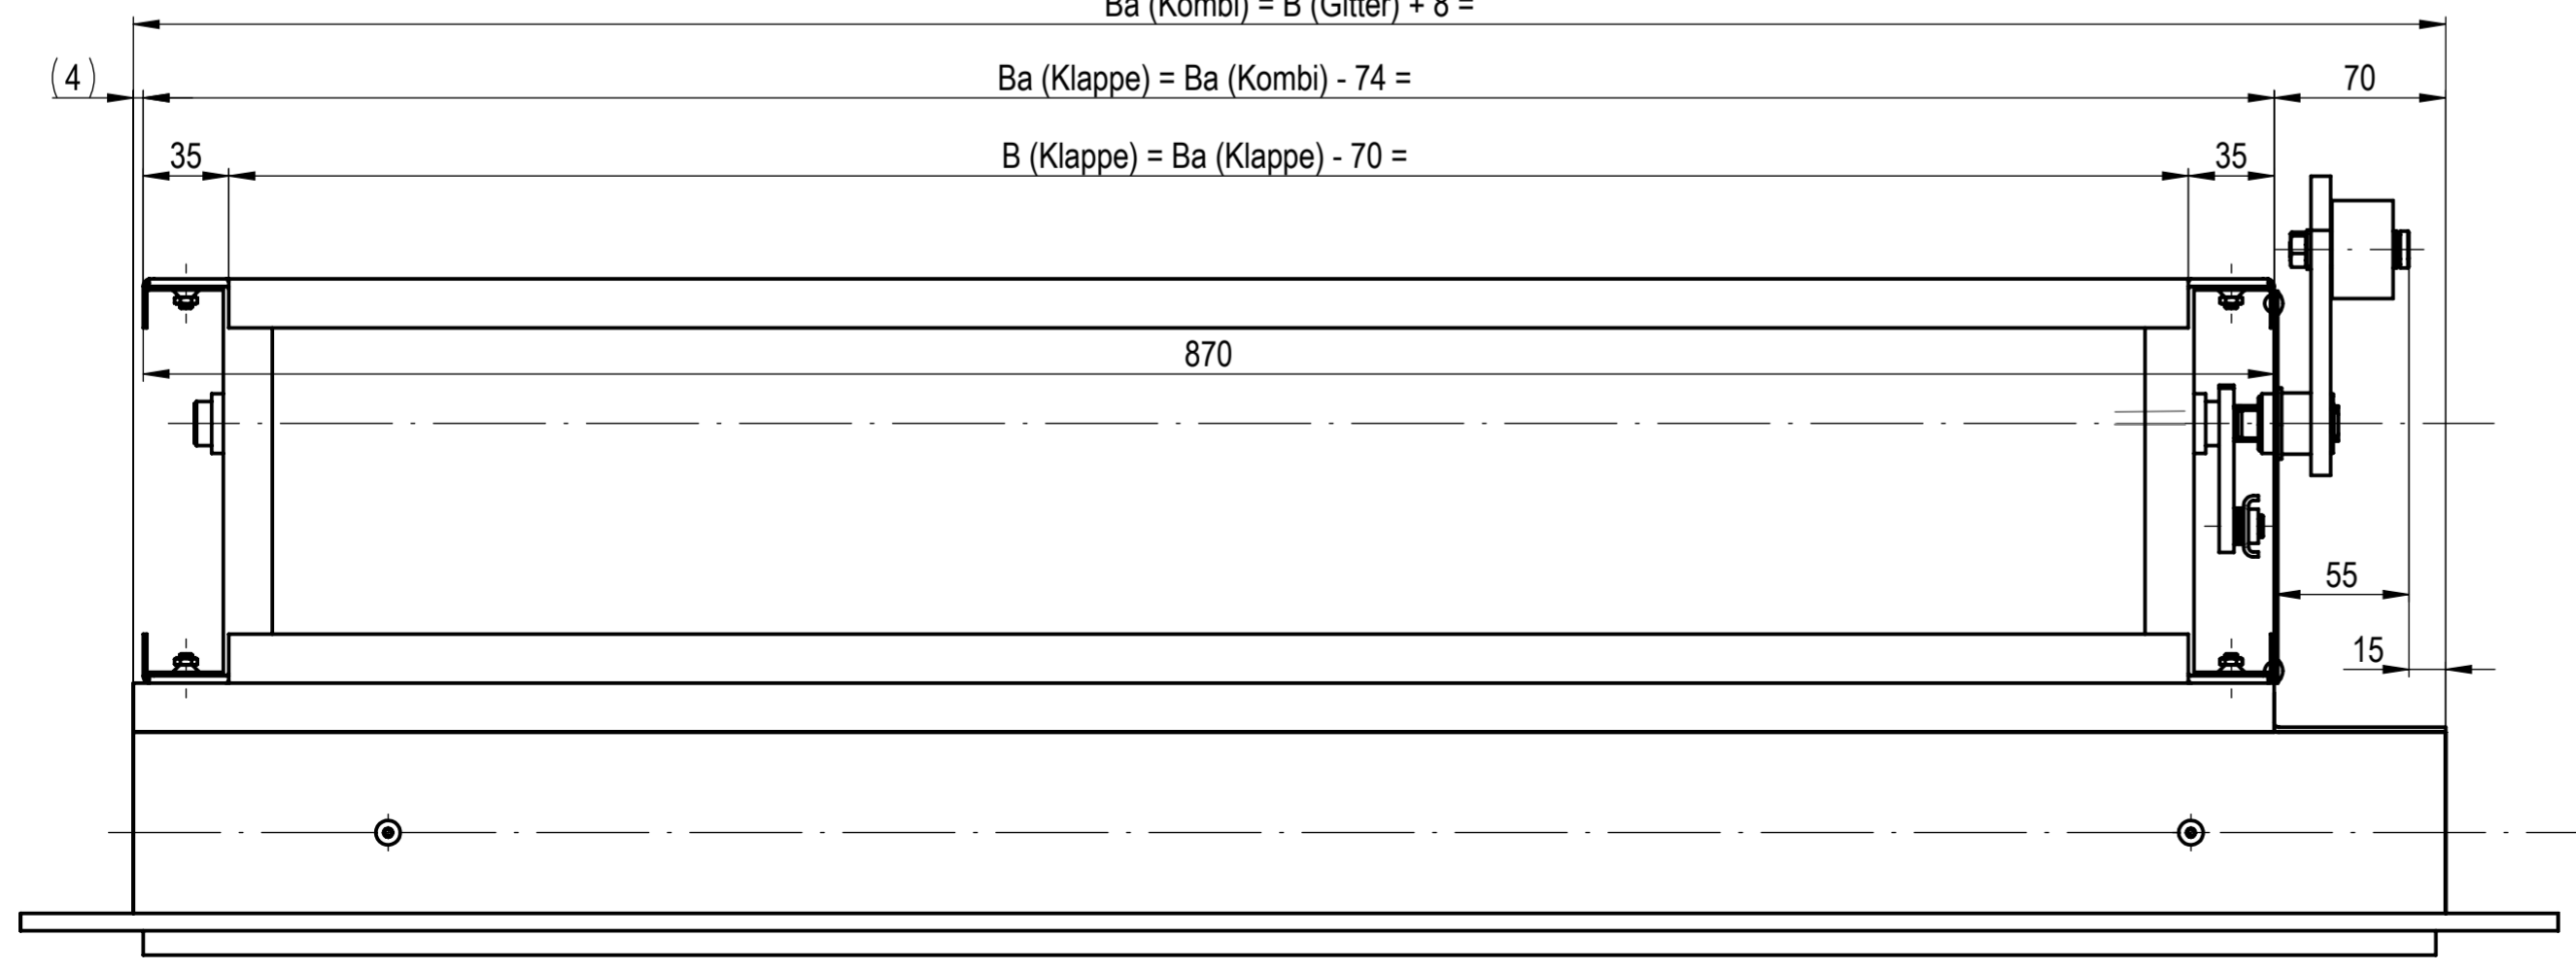 Ba (Kombi) = B (Gitter) + 8 =
(4) Ba (Klappe) = Ba (Kombi) - 74 = 70
35 B (Klappe) = Ba (Klappe) - 70 = 35
870
55
15